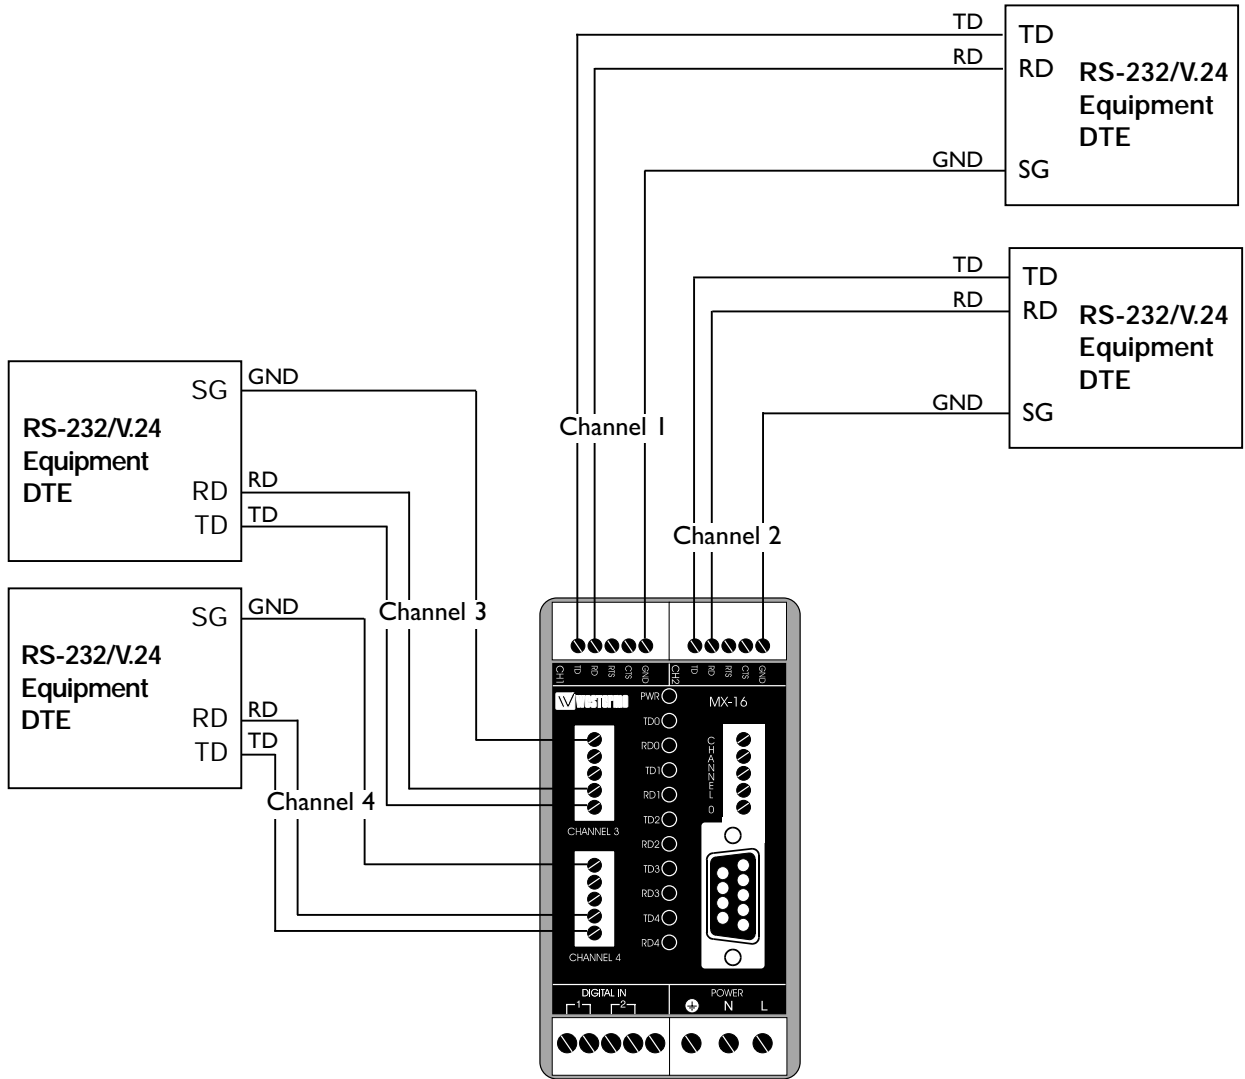 TD
TD
RD
RD
RS-232/V.24
Equipment
DTE
GND
SG
TD
TD
RD
RD
RS-232/V.24
Equipment
DTE
GND
SG
Channel 1
Channel 2
SG
GND
RS-232/V.24
Equipment
DTE
RD
RD
TD
TD
Channel 3
SG
GND
RS-232/V.24
Equipment
DTE
RD
RD
TD
TD
Channel 4
CH1 TD RD RTS CTS GND
CH2 TD RD RTS CTS GND
WESTERMO
MX-16
PWR
TD0
RD0
TD1
RD1
TD2
RD2
TD3
RD3
TD4
RD4
CHANNEL 0
CHANNEL 3
CHANNEL 4
DIGITAL IN
1 2
POWER
N L